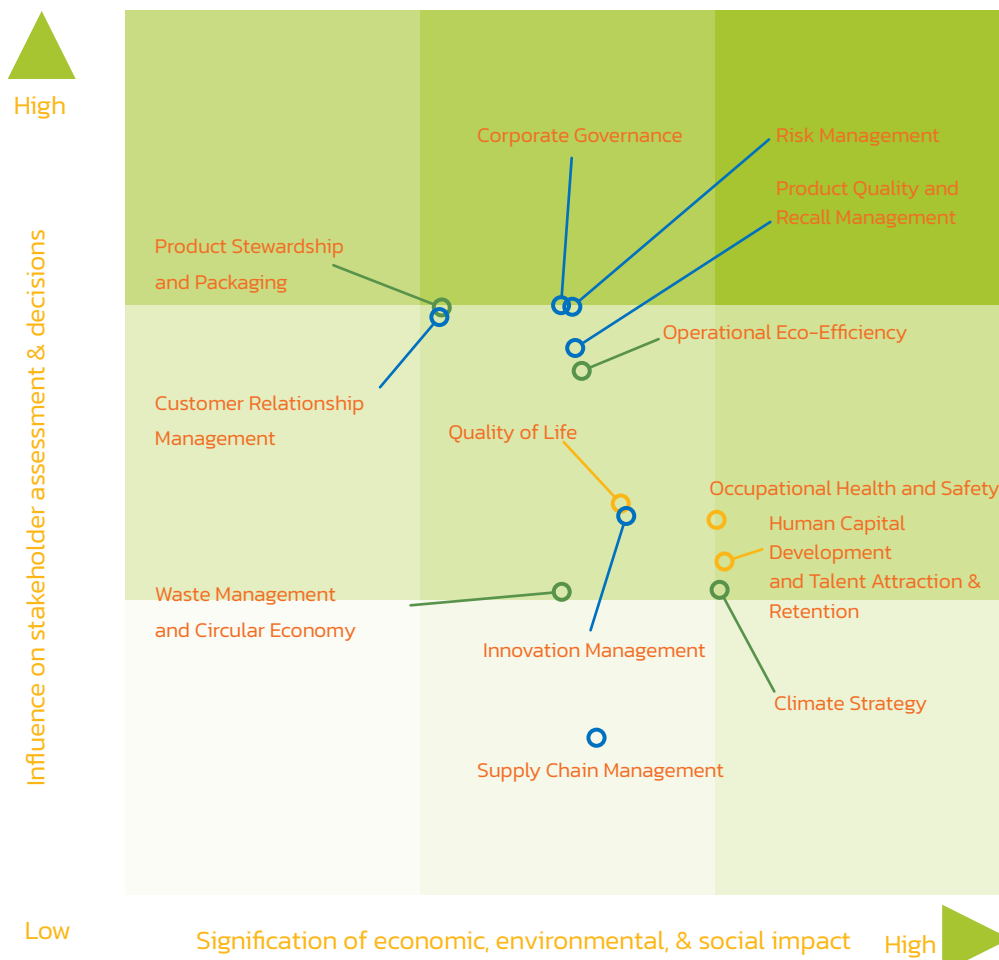 High
Influence on stakeholder assessment & decisions
Corporate Governance
Risk Management
Product Quality and
Recall Management
Product Stewardship
and Packaging
Operational Eco-Efficiency
Customer Relationship
Management
Quality of Life
Occupational Health and Safety
Human Capital
Development
and Talent Attraction &
Retention
Waste Management
and Circular Economy
Innovation Management
Climate Strategy
Supply Chain Management
Low
Signification of economic, environmental, & social impact
High